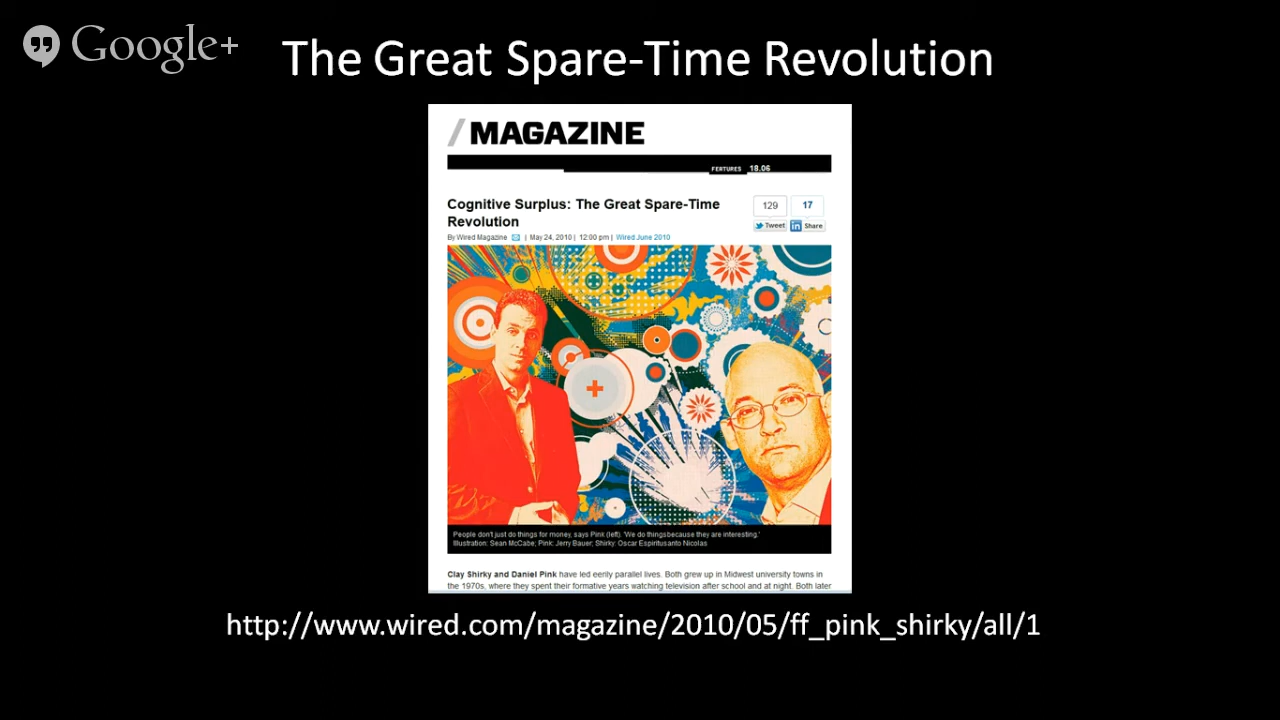 Google+
The Great Spare-Time Revolution
/ MAGAZINE
FEATURES 18.06
Cognitive Surplus: The Great Spare-Time
Revolution
129 17
Tweet in Share
By Wired Magazine | May 24, 2010 | 12:00 pm | Wired June 2010
People don't just do things for money, says Pink (left). 'We do thingsbecause they are interesting.'
Illustration: Sean McCabe; Pink: Jerry Bauer; Shirky: Oscar Espiritusanto Nicolas
Clay Shirky and Daniel Pink have led eerily parallel lives. Both grew up in Midwest university towns in
the 1970s, where they spent their formative years watching television after school and at night. Both later
http://www.wired.com/magazine/2010/05/ff_pink_shirky/all/1